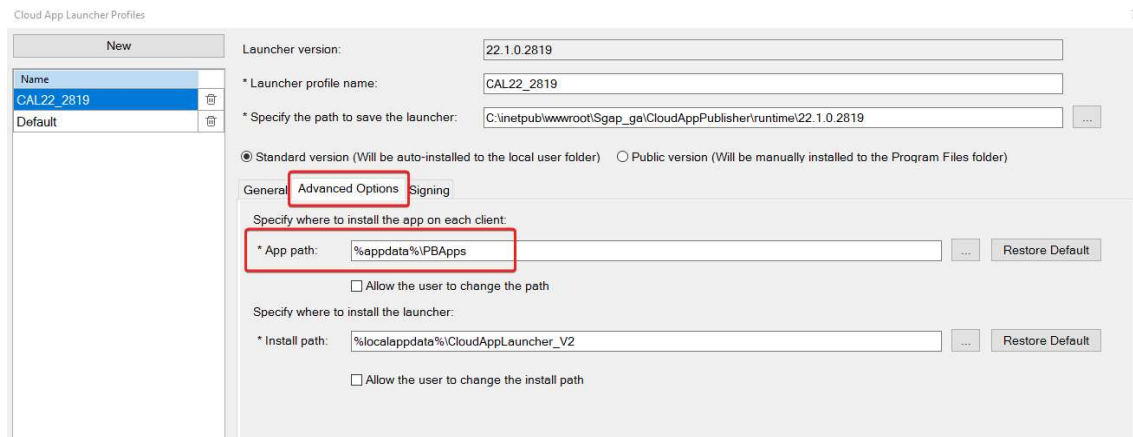 Cloud App Launcher Profiles
New
Name
CAL22_2819
Default
Launcher version:
22.1.0.2819
* Launcher profile name:
CAL22_2819
* Specify the path to save the launcher:
C:\inetpub\wwwroot\Sgap_ga\CloudAppPublisher\runtime\22.1.0.2819
...
Standard version (Will be auto-installed to the local user folder)
Public version (Will be manually installed to the Program Files folder)
General
Advanced Options
Signing
Specify where to install the app on each client:
* App path:
%appdata%\PBApps
...
Restore Default
Allow the user to change the path
Specify where to install the launcher:
* Install path:
%localappdata%\CloudAppLauncher_V2
...
Restore Default
Allow the user to change the install path